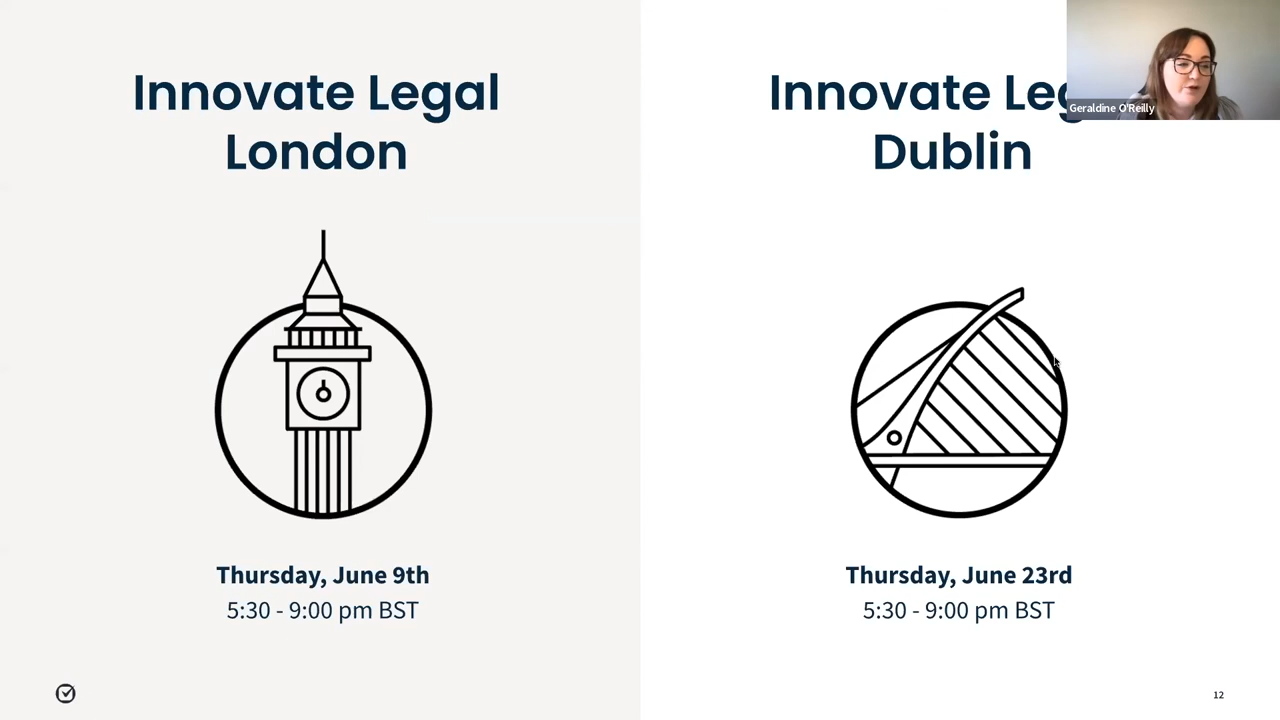 Innovate Legal
London
Thursday, June 9th
5:30 - 9:00 pm BST
Innovate Leg
Dublin
Thursday, June 23rd
5:30 - 9:00 pm BST
Geraldine O'Reilly
12